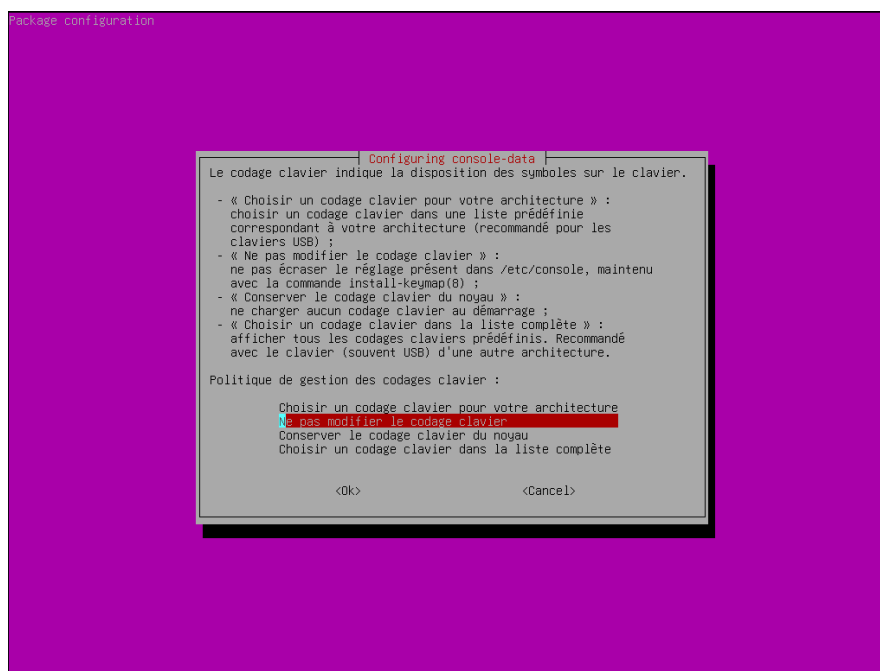 Package configuration
Configuring console-data
Le codage clavier indique la disposition des symboles sur le clavier.
- « Choisir un codage clavier pour votre architecture » :
choisir un codage clavier dans une liste prédéfinie
correspondant à votre architecture (recommandé pour les
claviers USB) ;
- « Ne pas modifier le codage clavier » :
ne pas écraser le réglage présent dans /etc/console, maintenu
avec la commande install-keymap(8) ;
- « Conserver le codage clavier du noyau » :
ne charger aucun codage clavier au démarrage ;
- « Choisir un codage clavier dans la liste complète » :
afficher tous les codages claviers prédéfinis. Recommandé
avec le clavier (souvent USB) d'une autre architecture.
Politique de gestion des codages clavier :
Choisir un codage clavier pour votre architecture
Ne pas modifier le codage clavier
Conserver le codage clavier du noyau
Choisir un codage clavier dans la liste complète
<Ok> <Cancel>